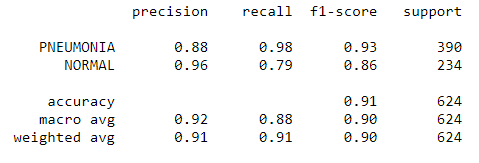 precision recall f1-score support
PNEUMONIA 0.88 0.98 0.93 390
NORMAL 0.96 0.79 0.86 234
accuracy 0.91 624
macro avg 0.92 0.88 0.90 624
weighted avg 0.91 0.91 0.90 624